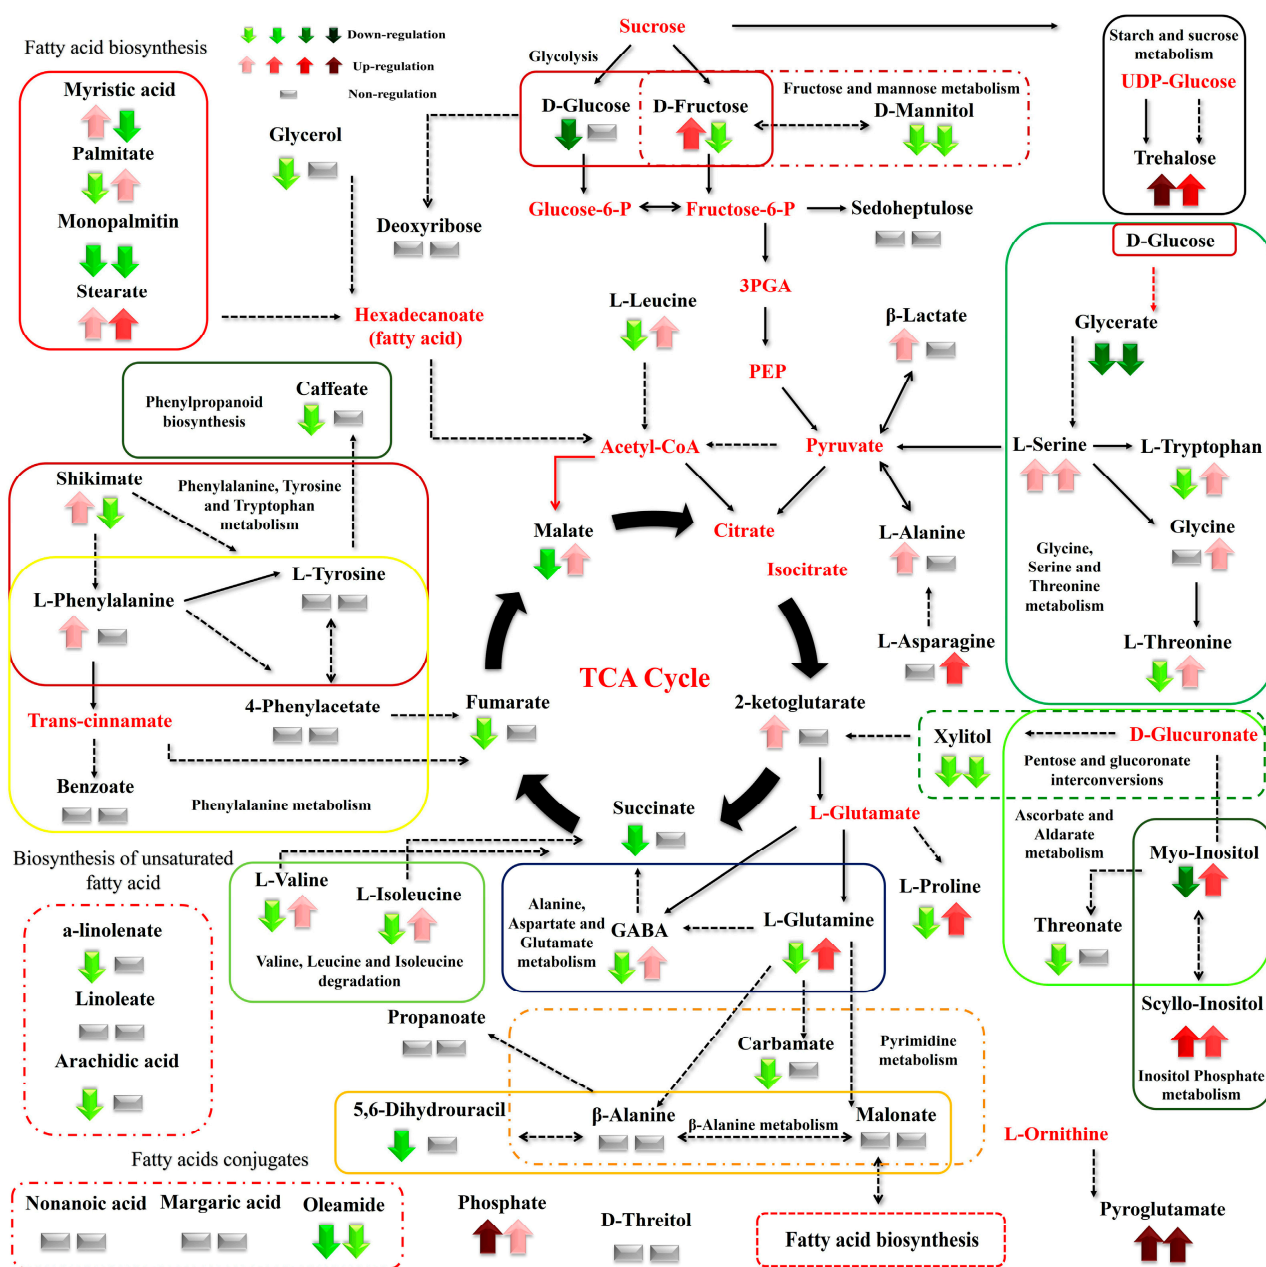 Fatty acid biosynthesis
Down-regulation
Up-regulation
Non-regulation
Myristic acid
Palmitate
Monopalmitin
Stearate
Glycerol
Deoxyribose
Hexadecanoate
(fatty acid)
Sucrose
Glycolysis
D-Glucose
D-Fructose
Fructose and mannose metabolism
D-Mannitol
Glucose-6-P
Fructose-6-P
Sedoheptulose
3PGA
PEP
L-Leucine
β-Lactate
Acetyl-CoA
Pyruvate
Starch and sucrose
metabolism
UDP-Glucose
Trehalose
D-Glucose
Glycerate
L-Serine
L-Tryptophan
Glycine
Glycine,
Serine and
Threonine
metabolism
L-Threonine
Phenylpropanoid
biosynthesis
Caffeate
Shikimate
Phenylalanine, Tyrosine
and Tryptophan
metabolism
L-Tyrosine
L-Phenylalanine
Trans-cinnamate
4-Phenylacetate
Benzoate
Phenylalanine metabolism
Malate
Citrate
Isocitrate
L-Alanine
L-Asparagine
TCA Cycle
Fumarate
2-ketoglutarate
Succinate
L-Glutamate
Xylitol
D-Glucuronate
Pentose and glucoronate
interconversions
Ascorbate and
Aldarate
metabolism
Myo-Inositol
Threonate
Scyllo-Inositol
Inositol Phosphate
metabolism
L-Proline
Biosynthesis of unsaturated
fatty acid
a-linolenate
Linoleate
Arachidic acid
L-Valine
L-Isoleucine
Valine, Leucine and Isoleucine
degradation
Alanine,
Aspartate and
Glutamate
metabolism
GABA
L-Glutamine
Propanoate
Carbamate
Pyrimidine
metabolism
5,6-Dihydrouracil
β-Alanine
β-Alanine metabolism
Malonate
L-Ornithine
Pyroglutamate
Fatty acids conjugates
Nonanoic acid
Margaric acid
Oleamide
Phosphate
D-Threitol
Fatty acid biosynthesis